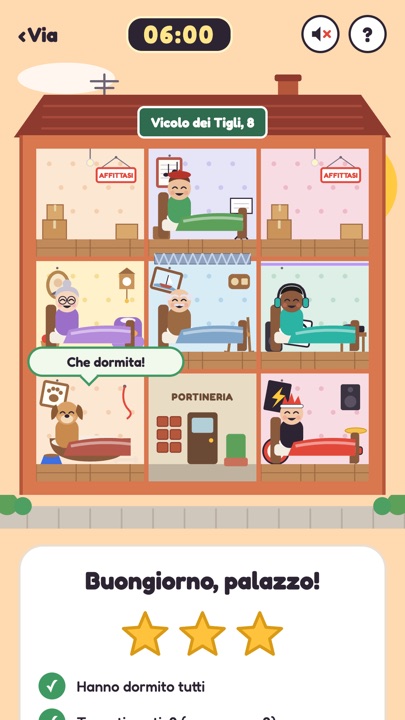 ‹Via
06:00
?
Vicolo dei Tigli, 8
AFFITTASI
AFFITTASI
Che dormita!
PORTINERIA
Buongiorno, palazzo!
Hanno dormito tutti